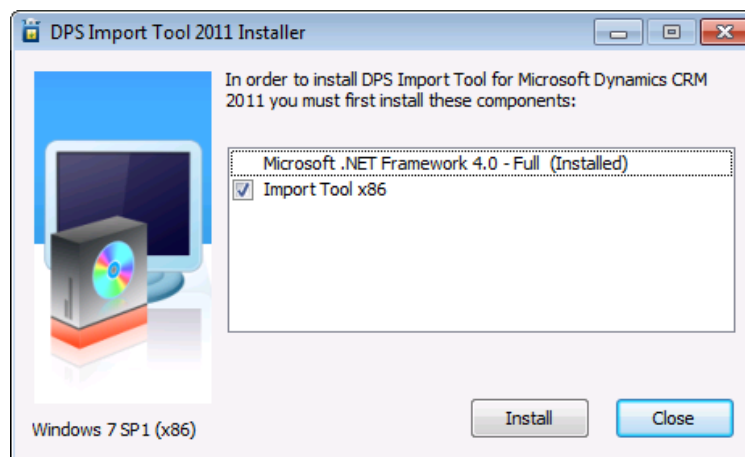 DPS Import Tool 2011 Installer
In order to install DPS Import Tool for Microsoft Dynamics CRM
2011 you must first install these components:
Microsoft .NET Framework 4.0 - Full (Installed)
Import Tool x86
Install
Close
Windows 7 SP1 (x86)